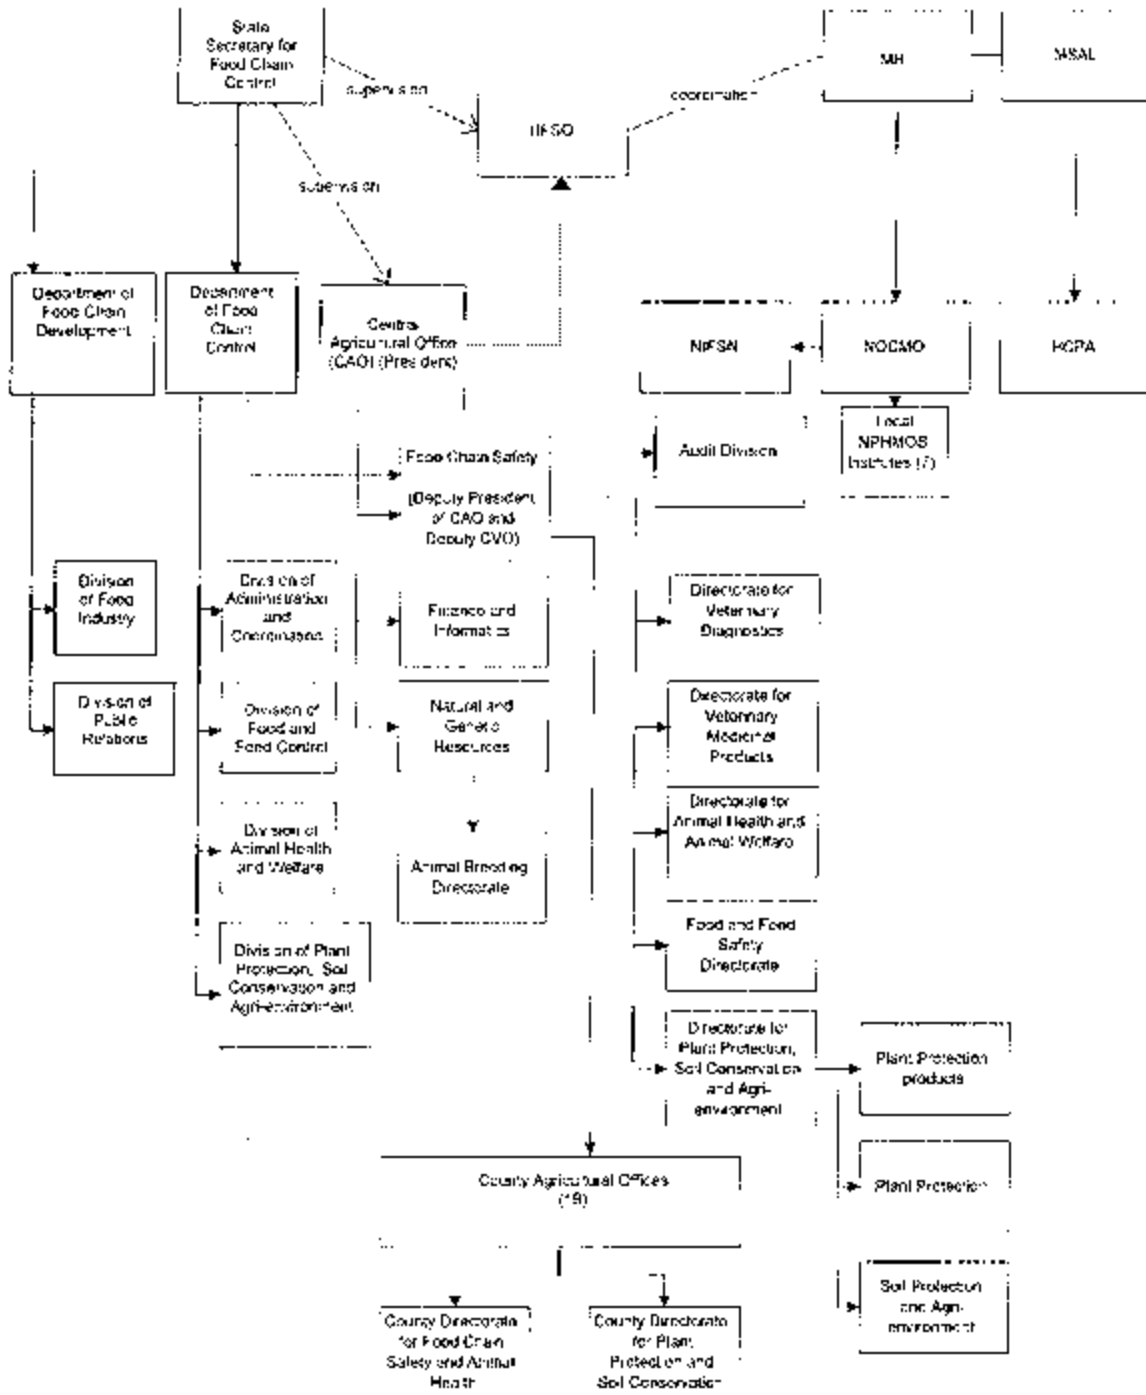 State
Secretary for
Food Chain
Control
supervision
coordination
MH
MSAL
HFSO
supervision
Department of
Food Chain
Development
Department
of Food
Chain
Control
Central
Agricultural Office
(CAO) (President)
NIFSN
NOCMO
HCPA
Local
NPHMOS
Institutes (7)
Food Chain Safety
(Deputy President
of CAO and
Deputy CVO)
Audit Division
Division
of Food
Industry
Division of
Administration
and
Coordination
Finance and
Informatics
Directorate for
Veterinary
Diagnostics
Division of
Public
Relations
Division of
Food and
Feed Control
Natural and
Genetic
Resources
Directorate for
Veterinary
Medicinal
Products
Division of
Animal Health
and Welfare
Animal Breeding
Directorate
Directorate for
Animal Health and
Animal Welfare
Division of Plant
Protection, Soil
Conservation and
Agri-environment
Food and Feed
Safety
Directorate
Directorate for
Plant Protection,
Soil Conservation
and Agri-
environment
Plant Protection
products
Plant Protection
Soil Protection
and Agri-
environment
County Agricultural Offices
(19)
County Directorate
for Food Chain
Safety and Animal
Health
County Directorate
for Plant
Protection and
Soil Conservation